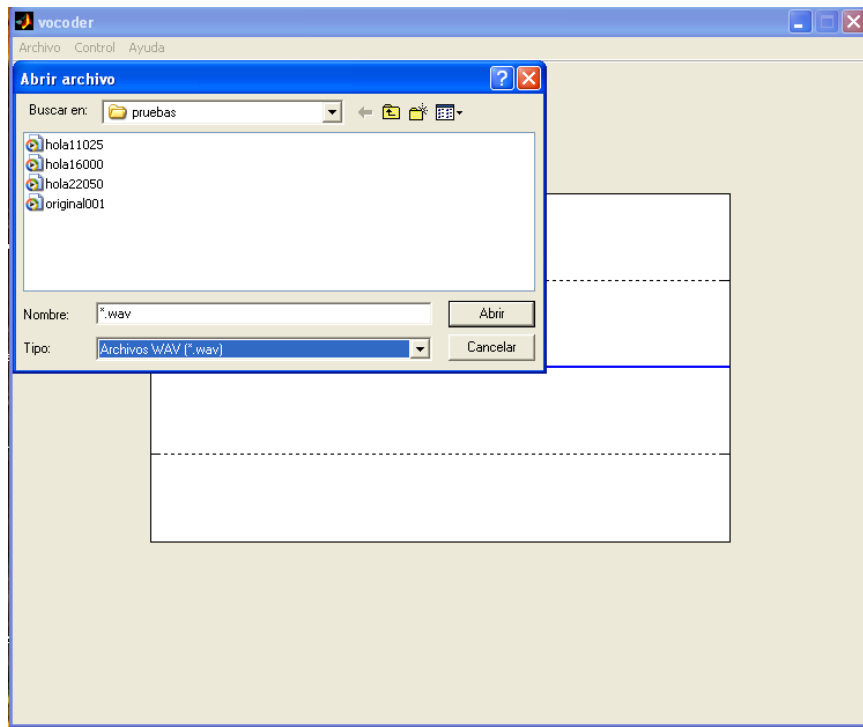 vocoder
Archivo Control Ayuda
Abrir archivo
Buscar en: pruebas
hola11025
hola16000
hola22050
original001
Nombre: *.wav Abrir
Tipo: Archivos WAV (*.wav) Cancelar